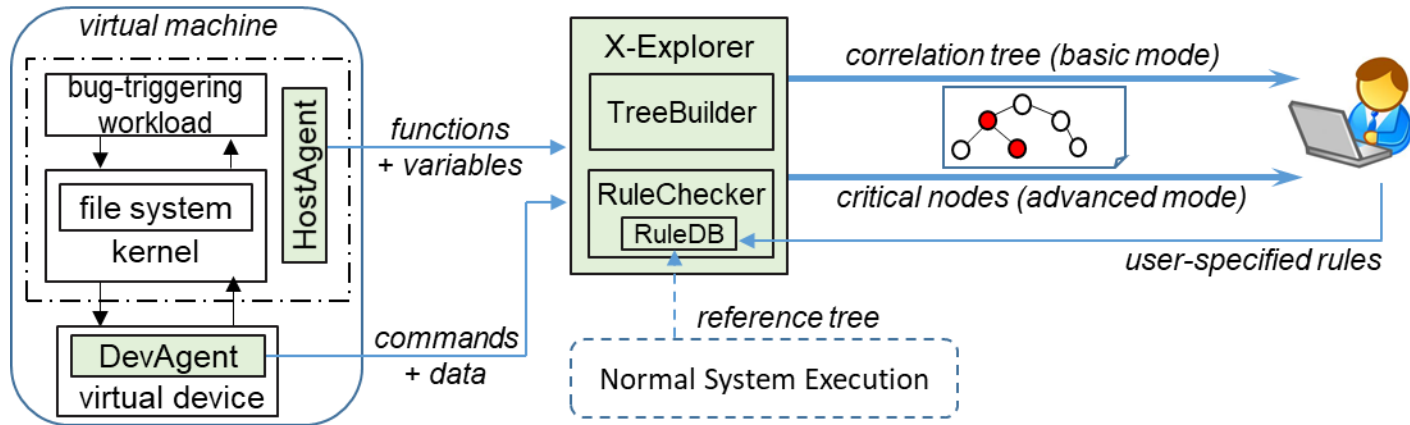 virtual machine
bug-triggering
workload
HostAgent
file system
kernel
DevAgent
virtual device
functions
+ variables
commands
+ data
X-Explorer
TreeBuilder
RuleChecker
RuleDB
correlation tree (basic mode)
critical nodes (advanced mode)
user-specified rules
reference tree
Normal System Execution